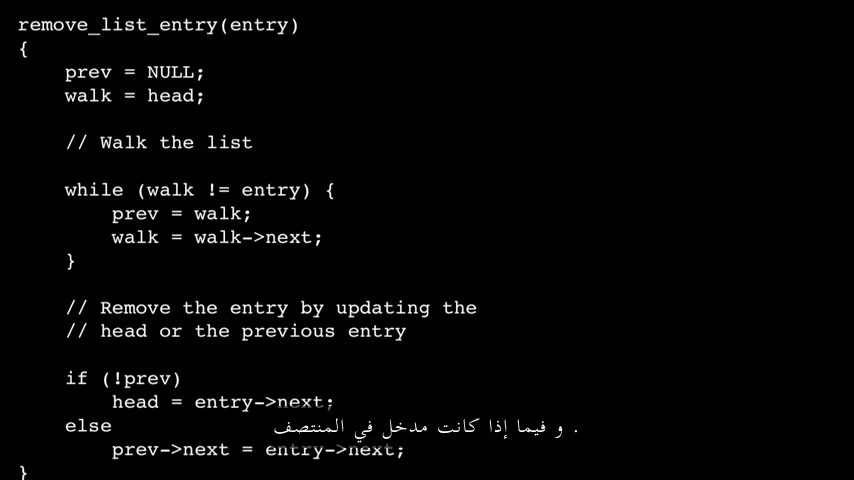 remove_list_entry(entry)
{
    prev = NULL;
    walk = head;
    // Walk the list
    while (walk != entry) {
        prev = walk;
        walk = walk->next;
    }
    // Remove the entry by updating the
    // head or the previous entry
    if (!prev)
        head = entry->next;
    else
و فيما إذا كانت مدخل في المنتصف .
        prev->next = entry->next;
}